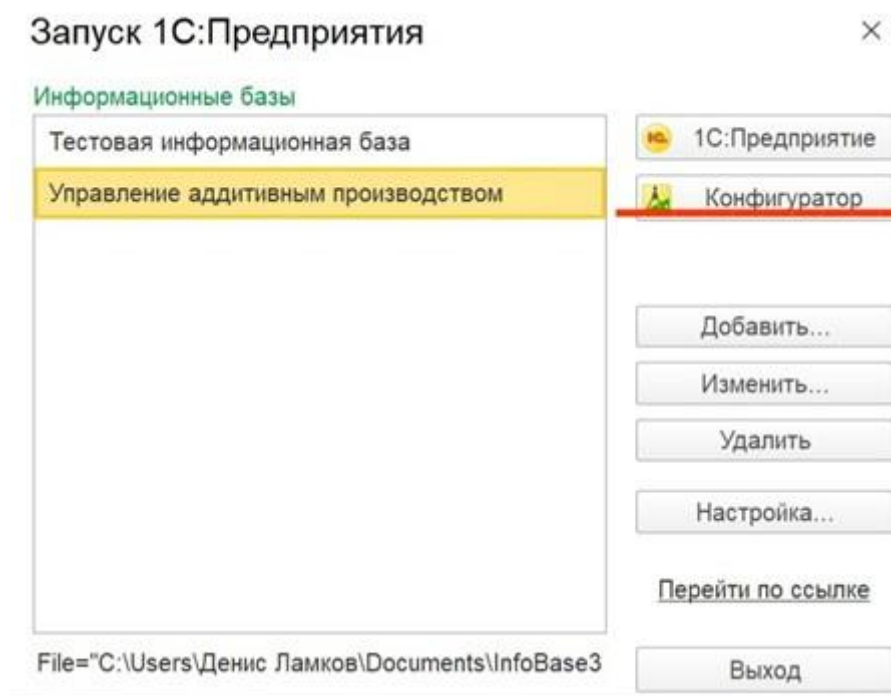 Запуск 1С:Предприятия
Информационные базы
Тестовая информационная база
Управление аддитивным производством
1С:Предприятие
Конфигуратор
Добавить...
Изменить...
Удалить
Настройка...
Перейти по ссылке
File="C:\Users\Денис Ламков\Documents\InfoBase3
Выход